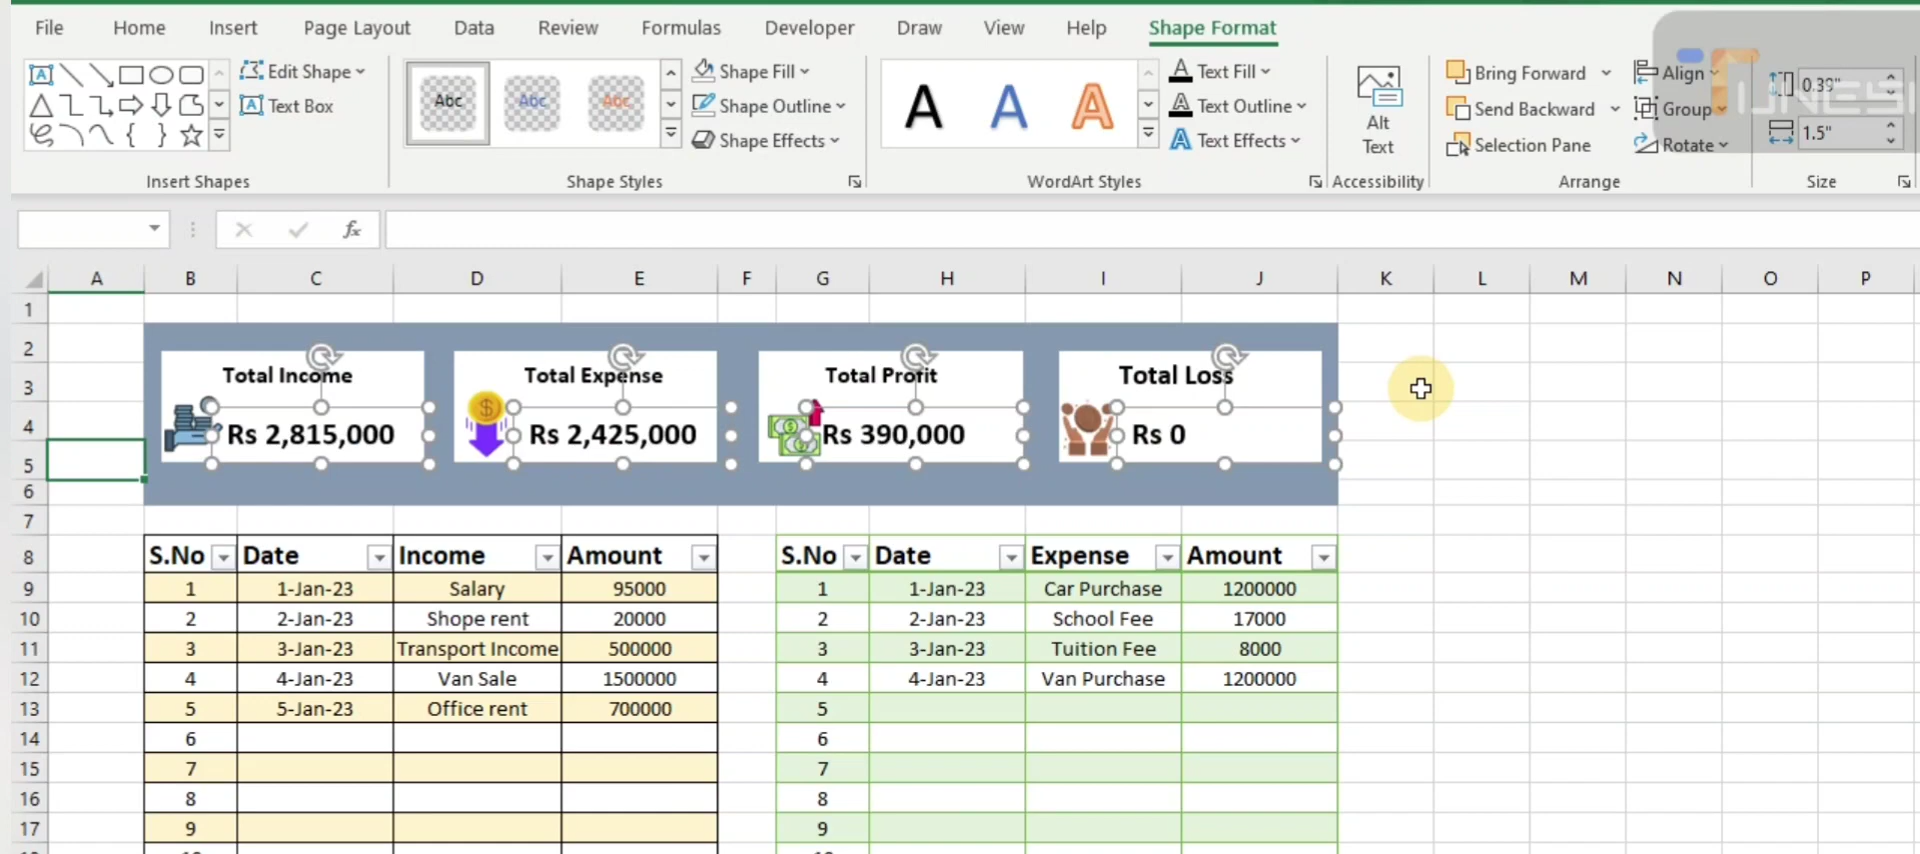 File Home Insert Page Layout Data Review Formulas Developer Draw View Help Shape Format
Edit Shape
Text Box
Insert Shapes
Abc Abc Abc
Shape Fill
Shape Outline
Shape Effects
Shape Styles
A A A
Text Fill
Text Outline
Text Effects
WordArt Styles
Alt
Text
Accessibility
Bring Forward
Send Backward
Selection Pane
Align
Group
Rotate
Arrange
0.39"
1.5"
Size
fx
A B C D E F G H I J K L M N O P
1
2
3 Total Income Total Expense Total Profit Total Loss
4 Rs 2,815,000 Rs 2,425,000 Rs 390,000 Rs 0
5
6
7
8 S.No Date Income Amount S.No Date Expense Amount
9 1 1-Jan-23 Salary 95000 1 1-Jan-23 Car Purchase 1200000
10 2 2-Jan-23 Shope rent 20000 2 2-Jan-23 School Fee 17000
11 3 3-Jan-23 Transport Income 500000 3 3-Jan-23 Tuition Fee 8000
12 4 4-Jan-23 Van Sale 1500000 4 4-Jan-23 Van Purchase 1200000
13 5 5-Jan-23 Office rent 700000 5
14 6 6
15 7 7
16 8 8
17 9 9